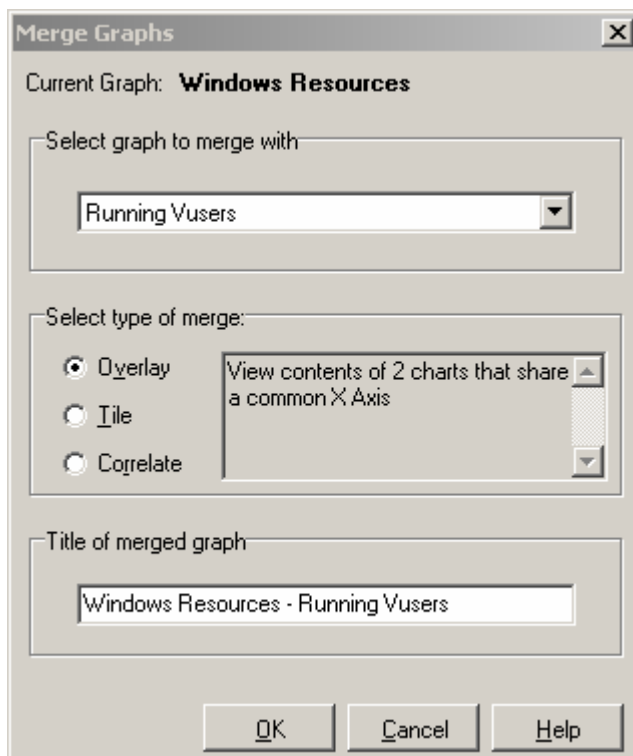 Merge Graphs
Current Graph: Windows Resources
Select graph to merge with
Running Vusers
Select type of merge:
Overlay
View contents of 2 charts that share
a common X Axis
Tile
Correlate
Title of merged graph
Windows Resources - Running Vusers
OK Cancel Help